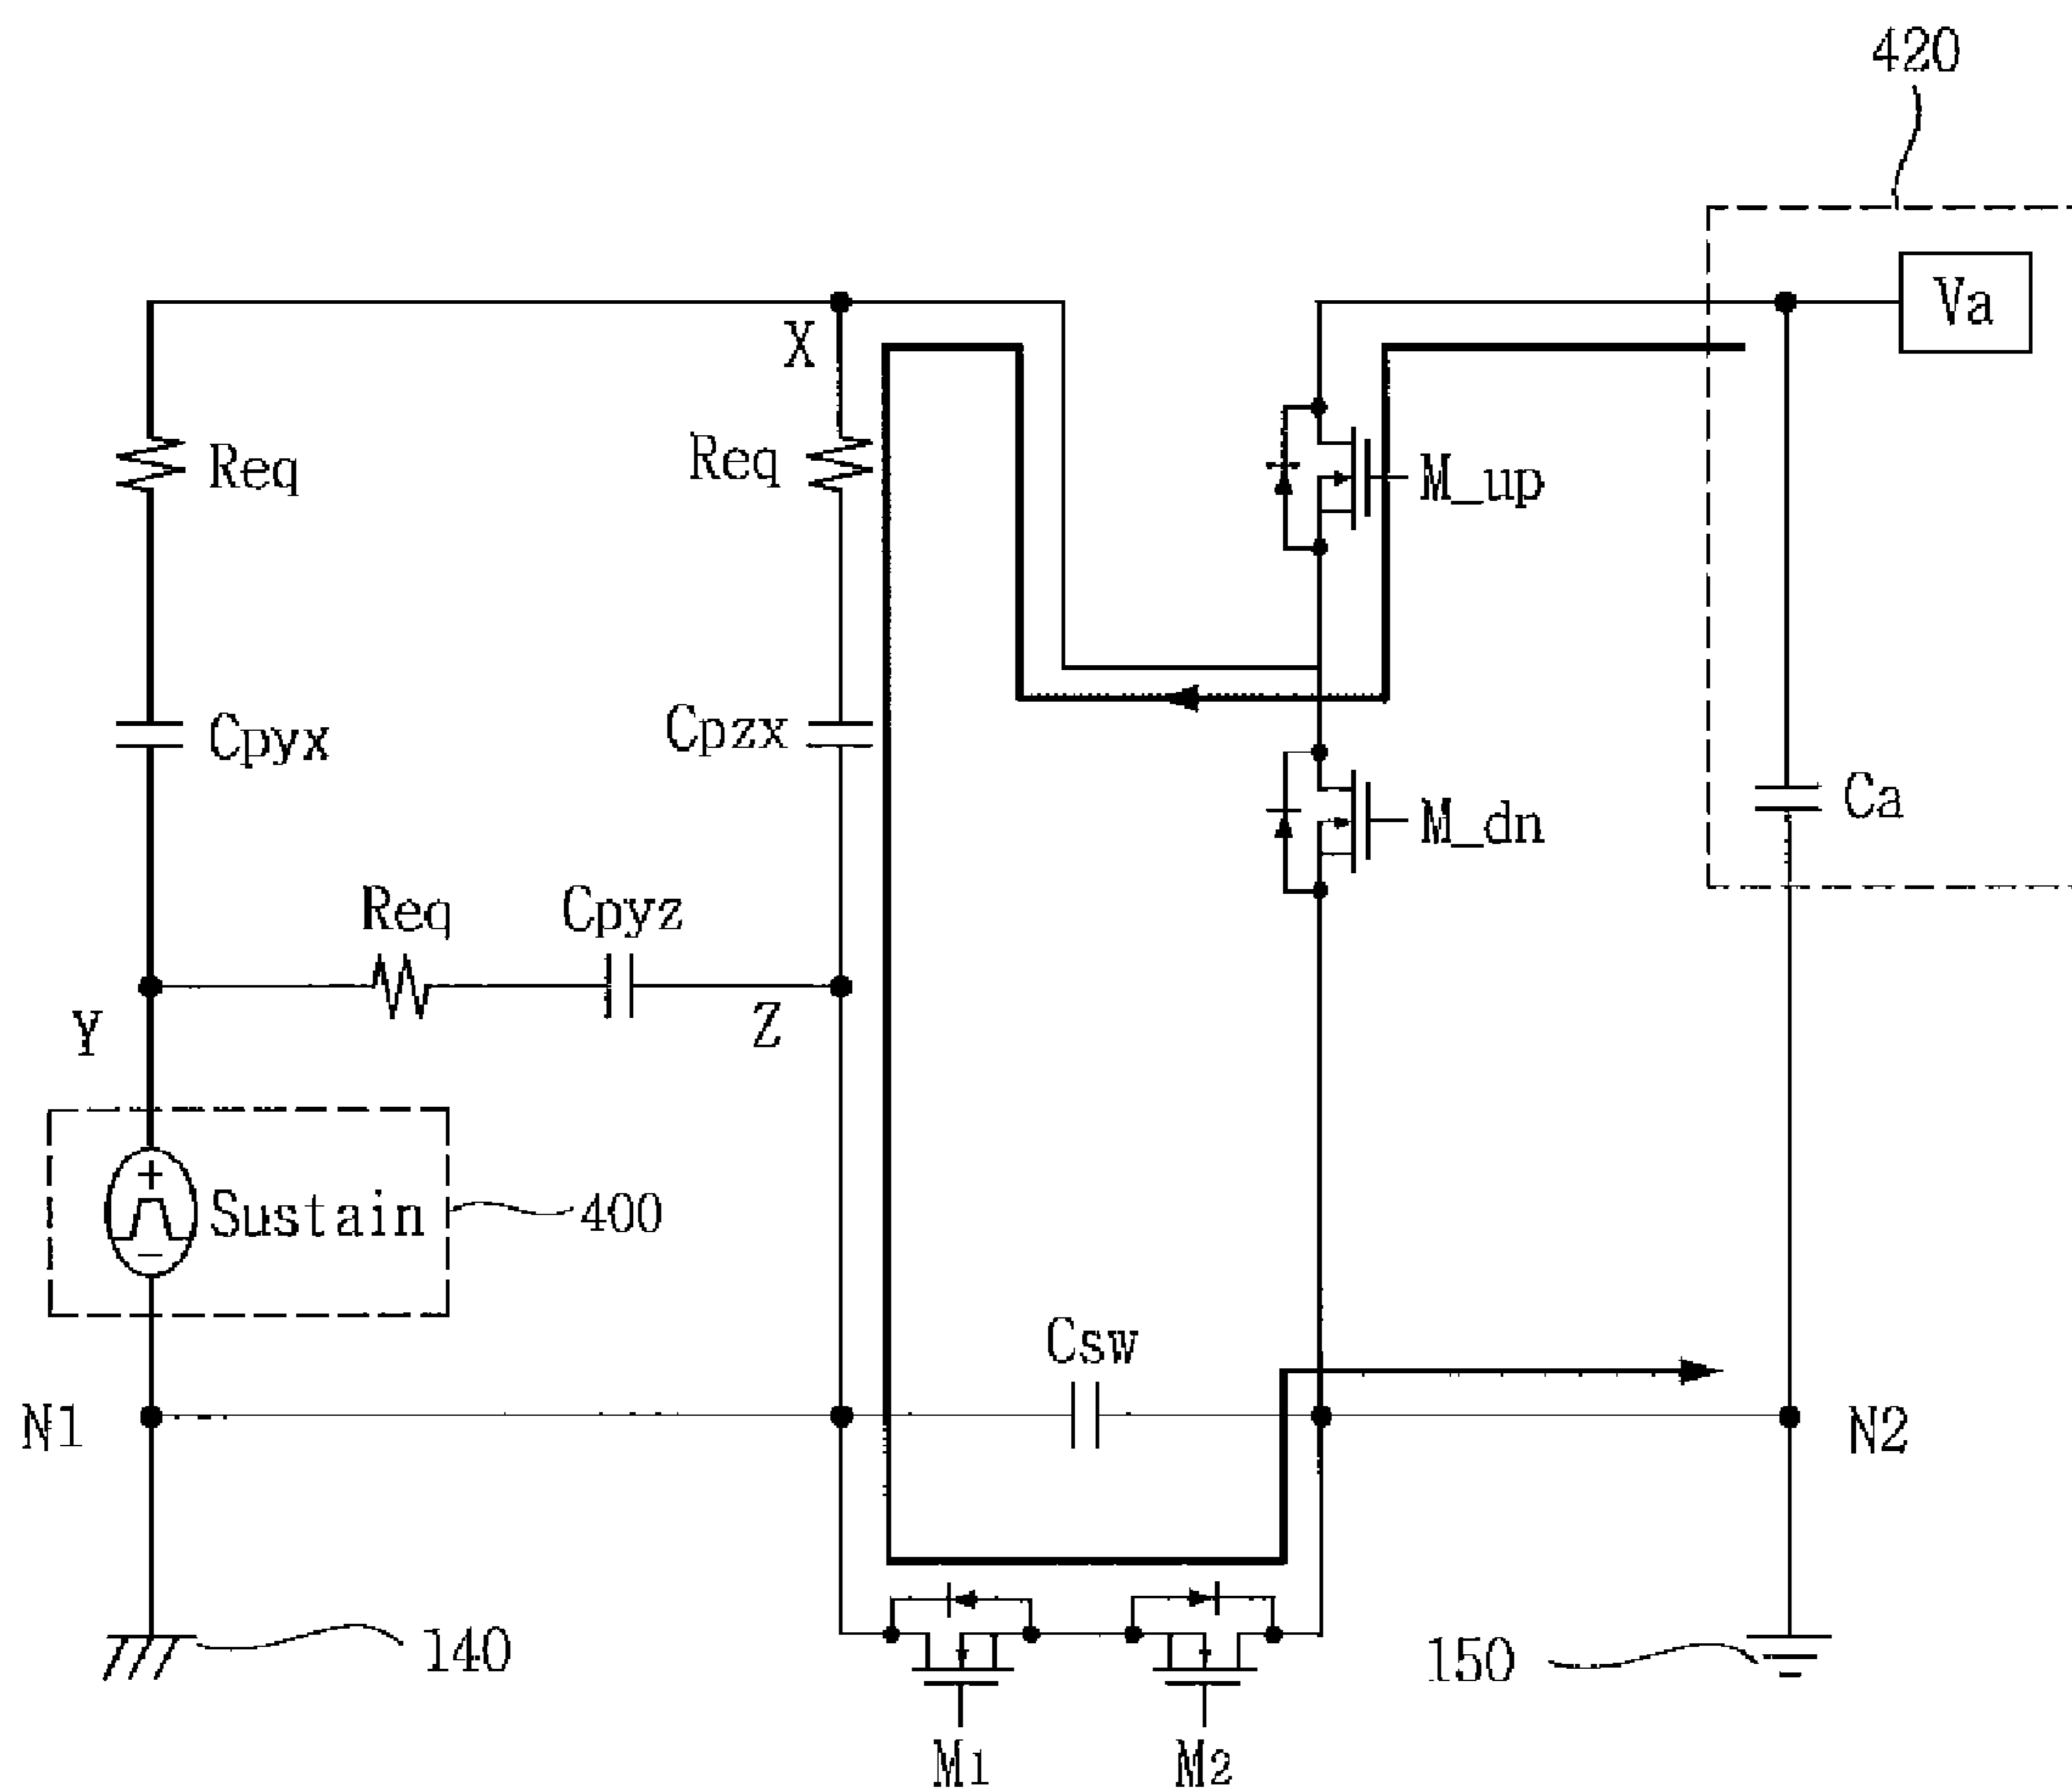 420
Va
X
Req
Req
M_up
Cpyx
Cpzx
Ca
M_dn
Req
Cpyz
Y
Z
+
Sustain
−
400
Csw
N1
N2
140
150
M1
M2